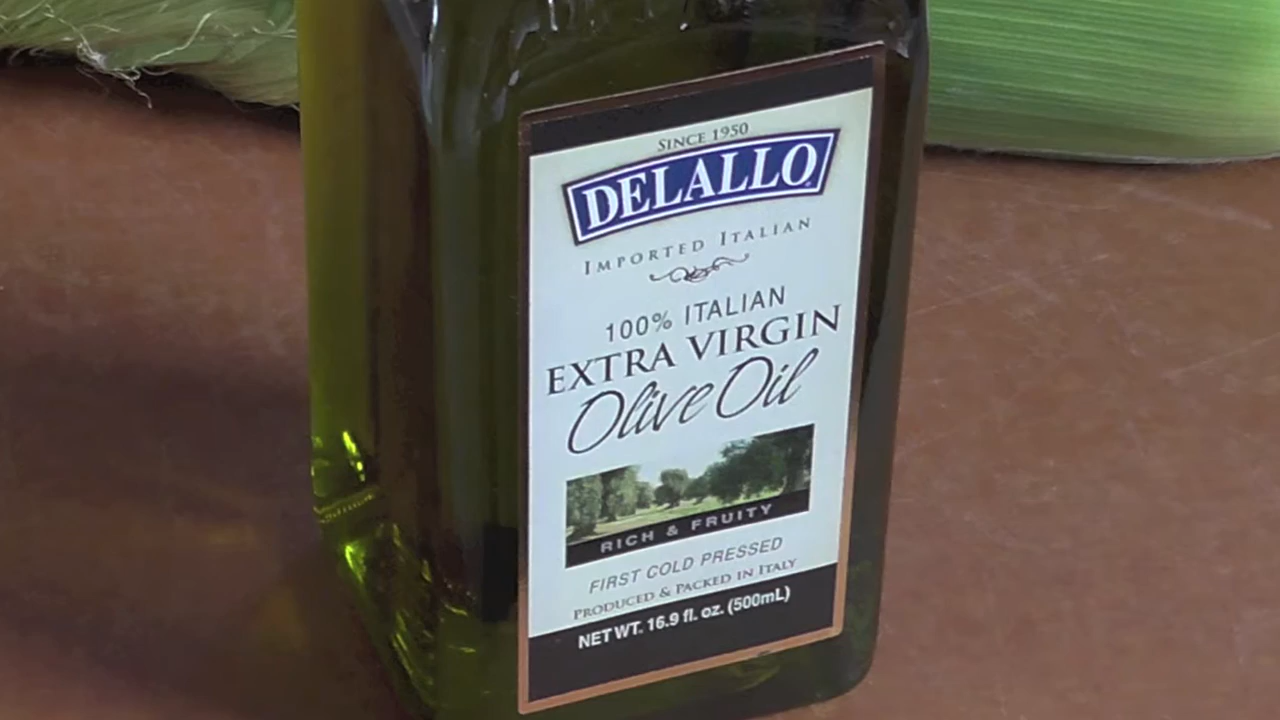 SINCE 1950
DELALLO
IMPORTED ITALIAN
100% ITALIAN
EXTRA VIRGIN
Olive Oil
RICH & FRUITY
FIRST COLD PRESSED
PRODUCED & PACKED IN ITALY
NET WT. 16.9 fl. oz. (500mL)